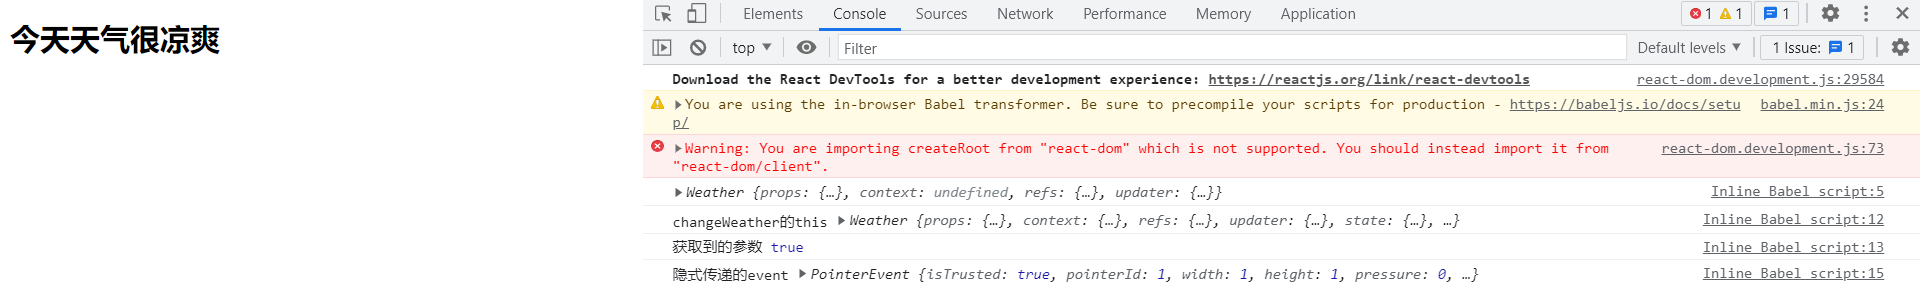 今天天气很凉爽
Elements Console Sources Network Performance Memory Application 1 1 1
top Filter Default levels 1 Issue: 1
Download the React DevTools for a better development experience: https://reactjs.org/link/react-devtools react-dom.development.js:29584
You are using the in-browser Babel transformer. Be sure to precompile your scripts for production - https://babeljs.io/docs/setu babel.min.js:24
p/
Warning: You are importing createRoot from "react-dom" which is not supported. You should instead import it from react-dom.development.js:73
"react-dom/client".
Weather {props: {…}, context: undefined, refs: {…}, updater: {…}} Inline Babel script:5
changeWeather的this Weather {props: {…}, context: {…}, refs: {…}, updater: {…}, state: {…}, …} Inline Babel script:12
获取到的参数 true Inline Babel script:13
隐式传递的event PointerEvent {isTrusted: true, pointerId: 1, width: 1, height: 1, pressure: 0, …} Inline Babel script:15